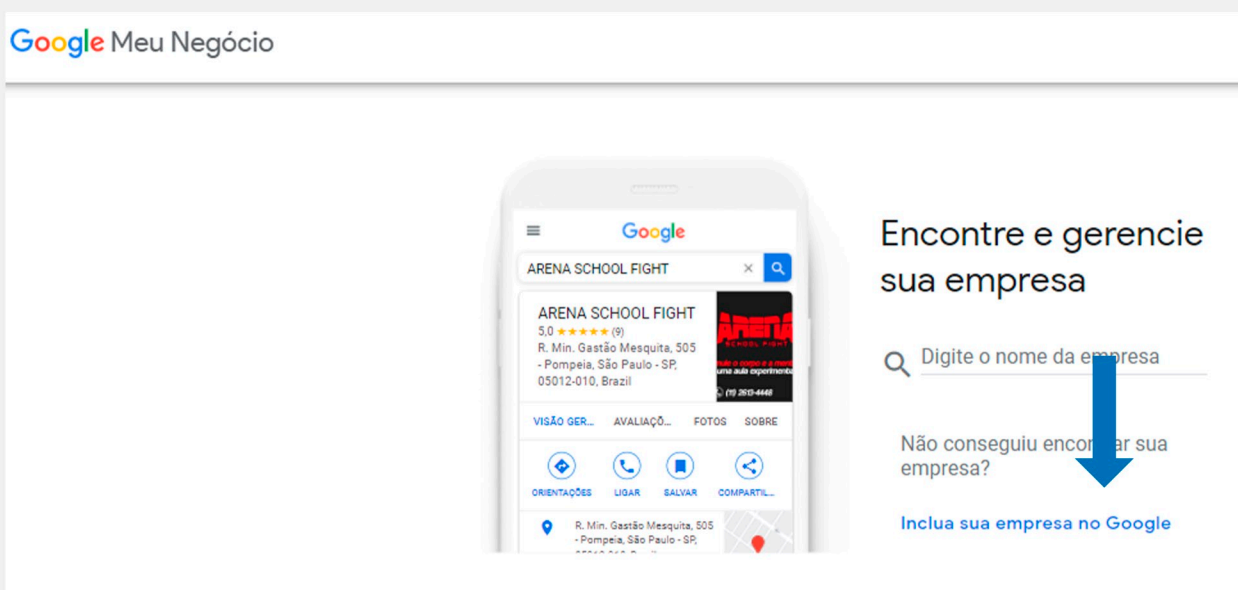 Google Meu Negócio
Google
ARENA SCHOOL FIGHT
ARENA SCHOOL FIGHT
5,0 ★★★★★ (9)
R. Min. Gastão Mesquita, 505
- Pompeia, São Paulo - SP,
05012-010, Brazil
ARENA
SCHOOL FIGHT
o corpo e a
uma aula
(11) 2613-4448
VISÃO GER... AVALIAÇÕ... FOTOS SOBRE
ORIENTAÇÕES LIGAR SALVAR COMPARTIL...
R. Min. Gastão Mesquita, 505
- Pompeia, São Paulo - SP,
Encontre e gerencie
sua empresa
Digite o nome da empresa
Não conseguiu encontrar sua
empresa?
Inclua sua empresa no Google